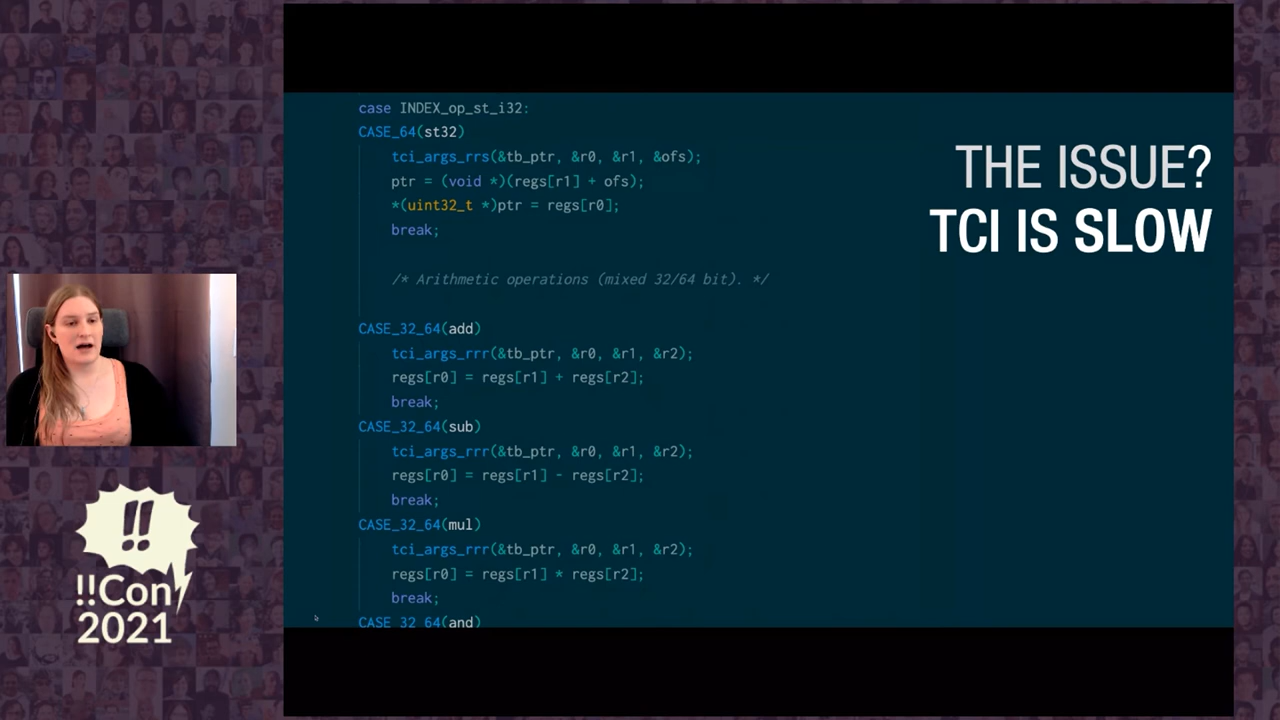 case INDEX_op_st_i32:
CASE_64(st32)
tci_args_rrs(&tb_ptr, &r0, &r1, &ofs);
ptr = (void *)(regs[r1] + ofs);
*(uint32_t *)ptr = regs[r0];
break;
/* Arithmetic operations (mixed 32/64 bit). */
CASE_32_64(add)
tci_args_rrr(&tb_ptr, &r0, &r1, &r2);
regs[r0] = regs[r1] + regs[r2];
break;
CASE_32_64(sub)
tci_args_rrr(&tb_ptr, &r0, &r1, &r2);
regs[r0] = regs[r1] - regs[r2];
break;
CASE_32_64(mul)
tci_args_rrr(&tb_ptr, &r0, &r1, &r2);
regs[r0] = regs[r1] * regs[r2];
break;
CASE_32_64(and)
THE ISSUE?
TCI IS SLOW
!!
!!Con
2021